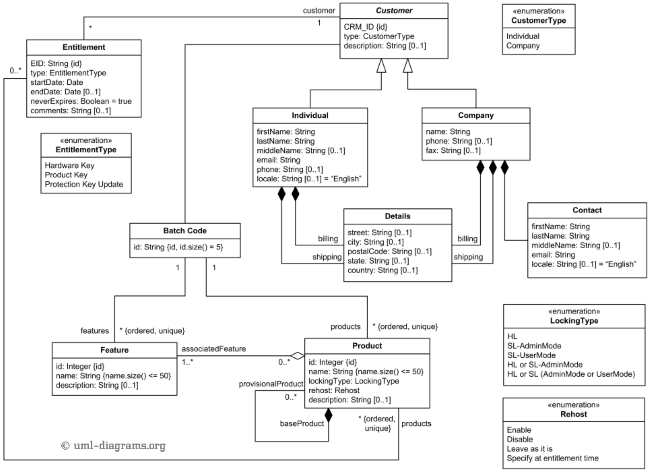 customer
*
1
Customer
CRM_ID {id}
type: CustomerType
description: String [0..1]
«enumeration»
CustomerType
Individual
Company
Entitlement
EID: String {id}
type: EntitlementType
startDate: Date
endDate: Date [0..1]
neverExpires: Boolean = true
comments: String [0..1]
0..*
«enumeration»
EntitlementType
Hardware Key
Product Key
Protection Key Update
Individual
firstName: String
lastName: String
middleName: String [0..1]
email: String
phone: String [0..1]
locale: String [0..1] = "English"
Company
name: String
phone: String [0..1]
fax: String [0..1]
Batch Code
id: String {id, id.size() = 5}
1
1
Details
street: String [0..1]
city: String [0..1]
postalCode: String [0..1]
state: String [0..1]
country: String [0..1]
billing
shipping
billing
shipping
Contact
firstName: String
lastName: String
middleName: String [0..1]
email: String
locale: String [0..1] = "English"
features
* {ordered, unique}
products
* {ordered, unique}
Feature
id: Integer {id}
name: String {name.size() <= 50}
description: String [0..1]
associatedFeature
1..*
0..*
Product
id: Integer {id}
name: String {name.size() <= 50}
lockingType: LockingType
rehost: Rehost
description: String [0..1]
provisionalProduct
0..*
baseProduct
* {ordered,
unique}
products
«enumeration»
LockingType
HL
SL-AdminMode
SL-UserMode
HL or SL-AdminMode
HL or SL (AdminMode or UserMode)
«enumeration»
Rehost
Enable
Disable
Leave as it is
Specify at entitlement time
© uml-diagrams.org